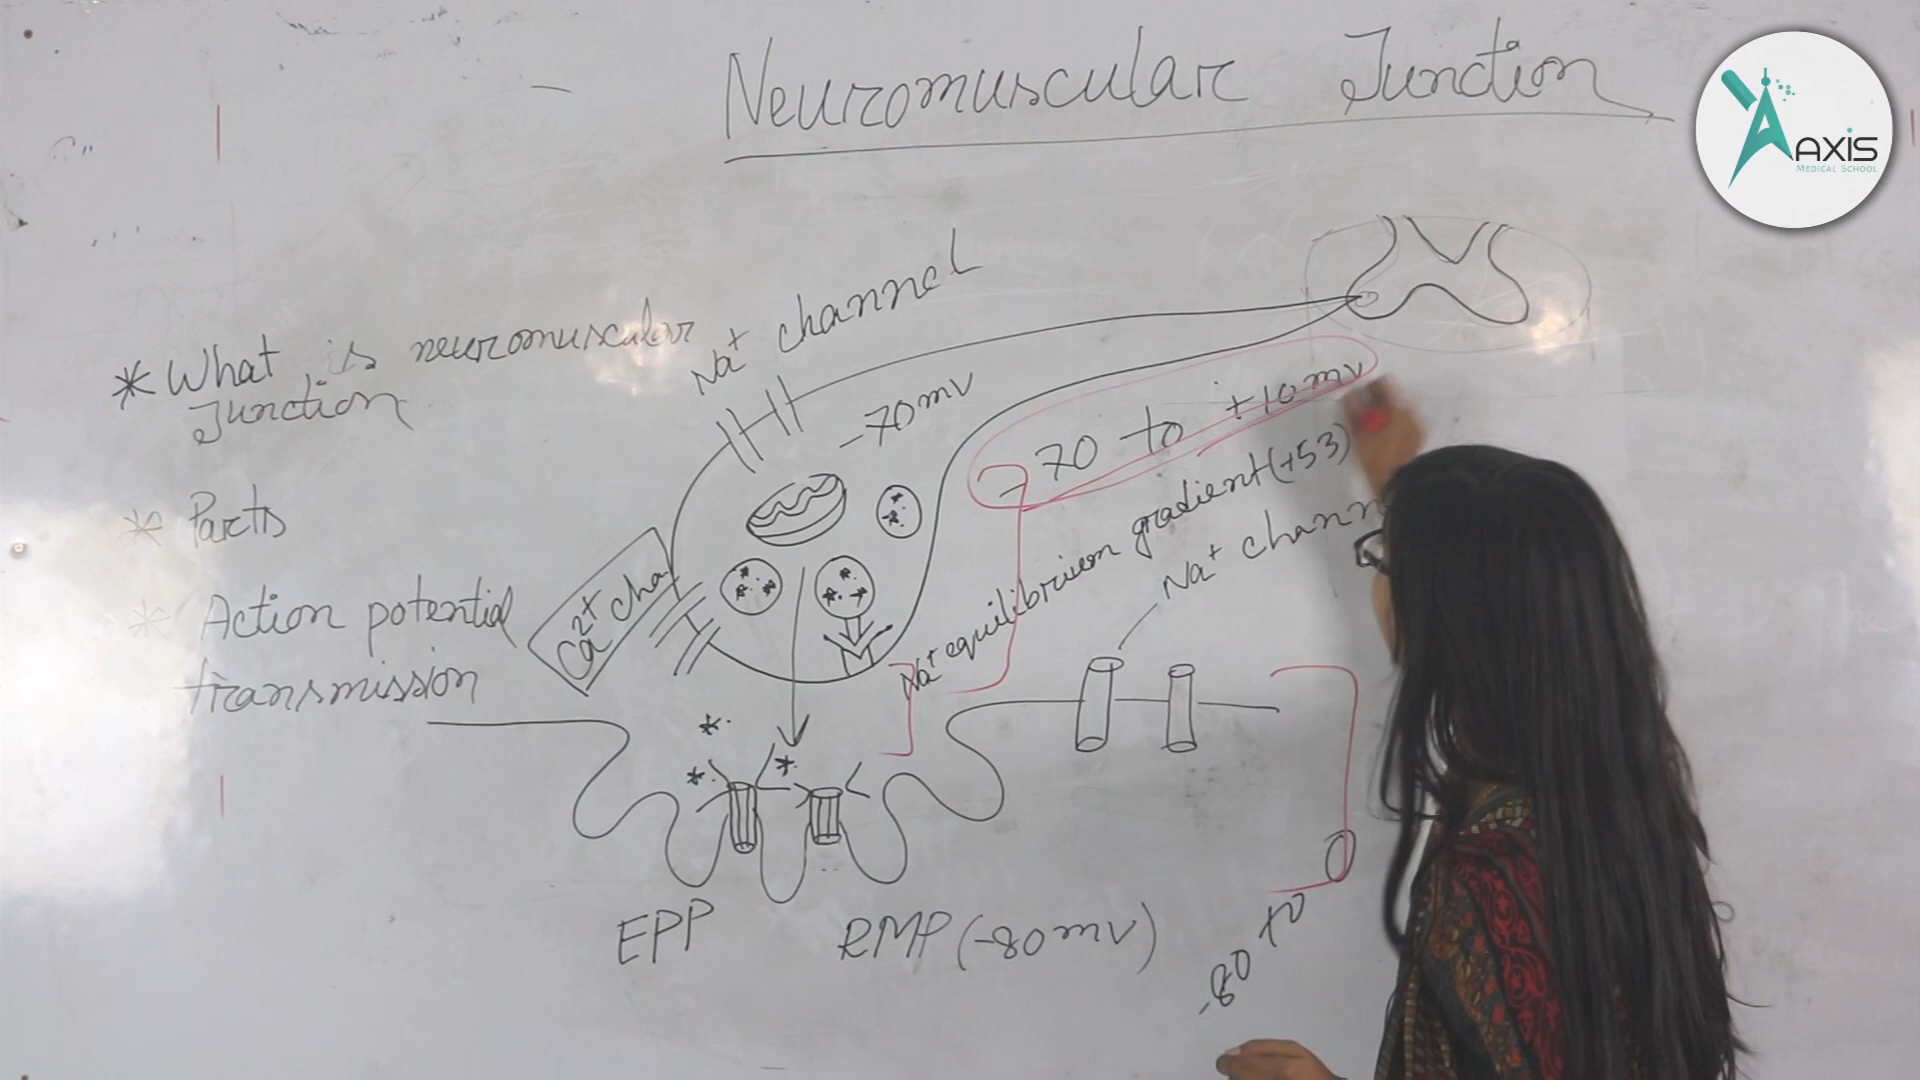 Neuromuscular Junction
AXIS
MEDICAL SCHOOL
* What is neuromuscular
Junction
* Parts
* Action potential
transmission
Na+ channel
-70mv
-70 to +10mv
Na+ equilibrium gradient (+53)
Na+ chann
Ca2+ cha
EPP
RMP (-80mv)
-80 to 0